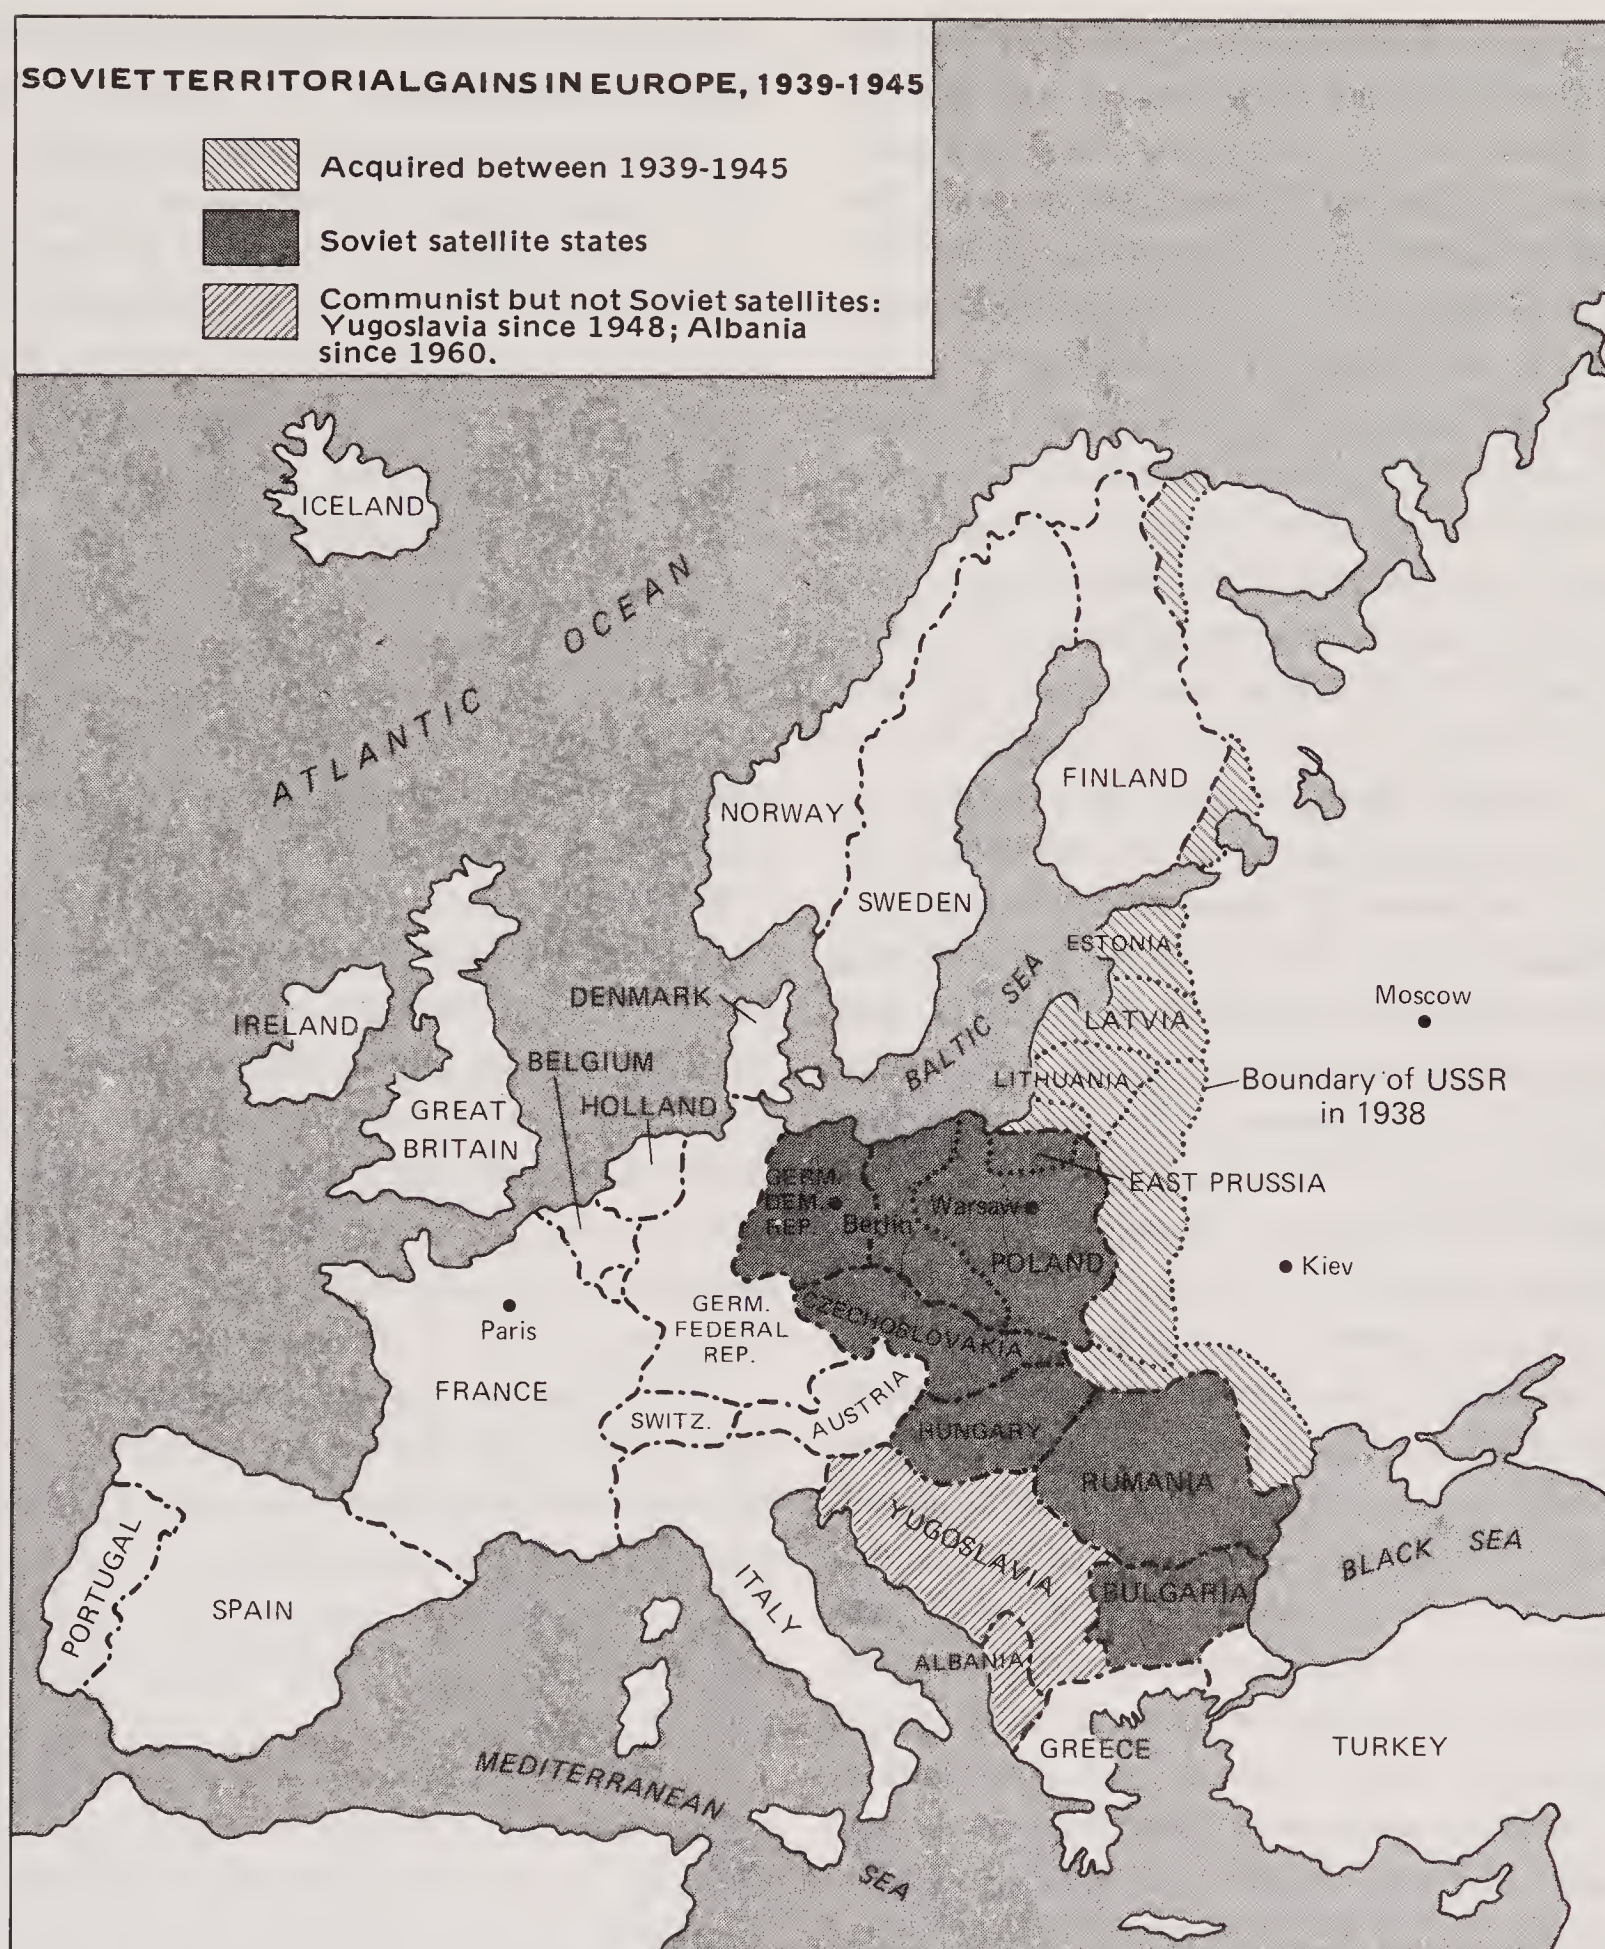 SOVIET TERRITORIAL GAINS IN EUROPE, 1939-1945
Acquired between 1939-1945
Soviet satellite states
Communist but not Soviet satellites:
Yugoslavia since 1948; Albania
since 1960.
ICELAND
ATLANTIC OCEAN
NORWAY
FINLAND
SWEDEN
ESTONIA
BALTIC SEA
DENMARK
IRELAND
LATVIA
Moscow
BELGIUM
LITHUANIA
Boundary of USSR
in 1938
HOLLAND
GREAT
BRITAIN
GERM.
DEM.
REP.
Berlin
Warsaw
EAST PRUSSIA
POLAND
Kiev
Paris
GERM.
FEDERAL
REP.
CZECHOSLOVAKIA
FRANCE
SWITZ.
AUSTRIA
HUNGARY
RUMANIA
YUGOSLAVIA
BLACK SEA
PORTUGAL
SPAIN
ITALY
BULGARIA
ALBANIA
GREECE
TURKEY
MEDITERRANEAN
SEA